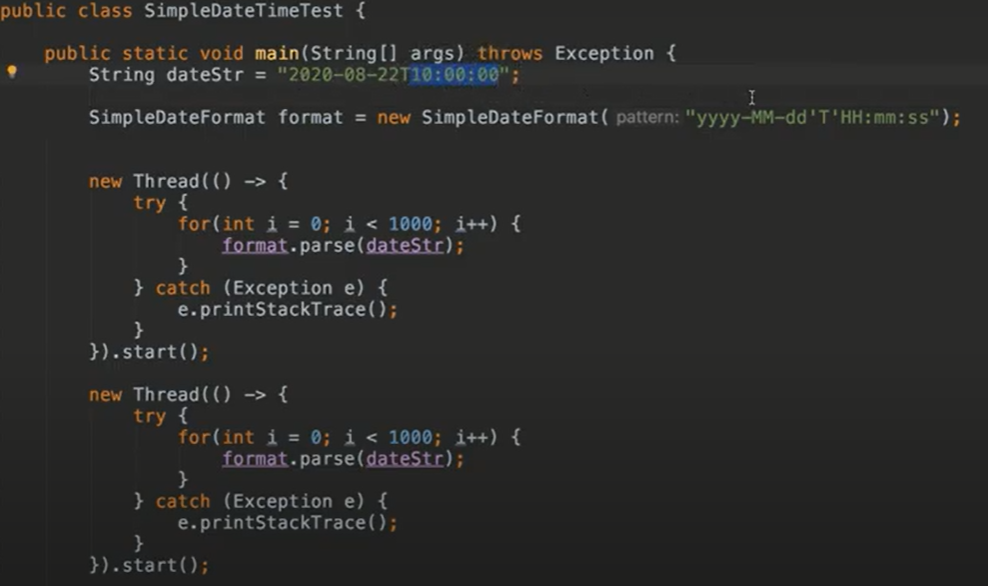 public class SimpleDateTimeTest {
public static void main(String[] args) throws Exception {
String dateStr = "2020-08-22T10:00:00";
SimpleDateFormat format = new SimpleDateFormat( pattern: "yyyy-MM-dd'T'HH:mm:ss");
new Thread(() -> {
try {
for(int i = 0; i < 1000; i++) {
format.parse(dateStr);
}
} catch (Exception e) {
e.printStackTrace();
}
}).start();
new Thread(() -> {
try {
for(int i = 0; i < 1000; i++) {
format.parse(dateStr);
}
} catch (Exception e) {
e.printStackTrace();
}
}).start();